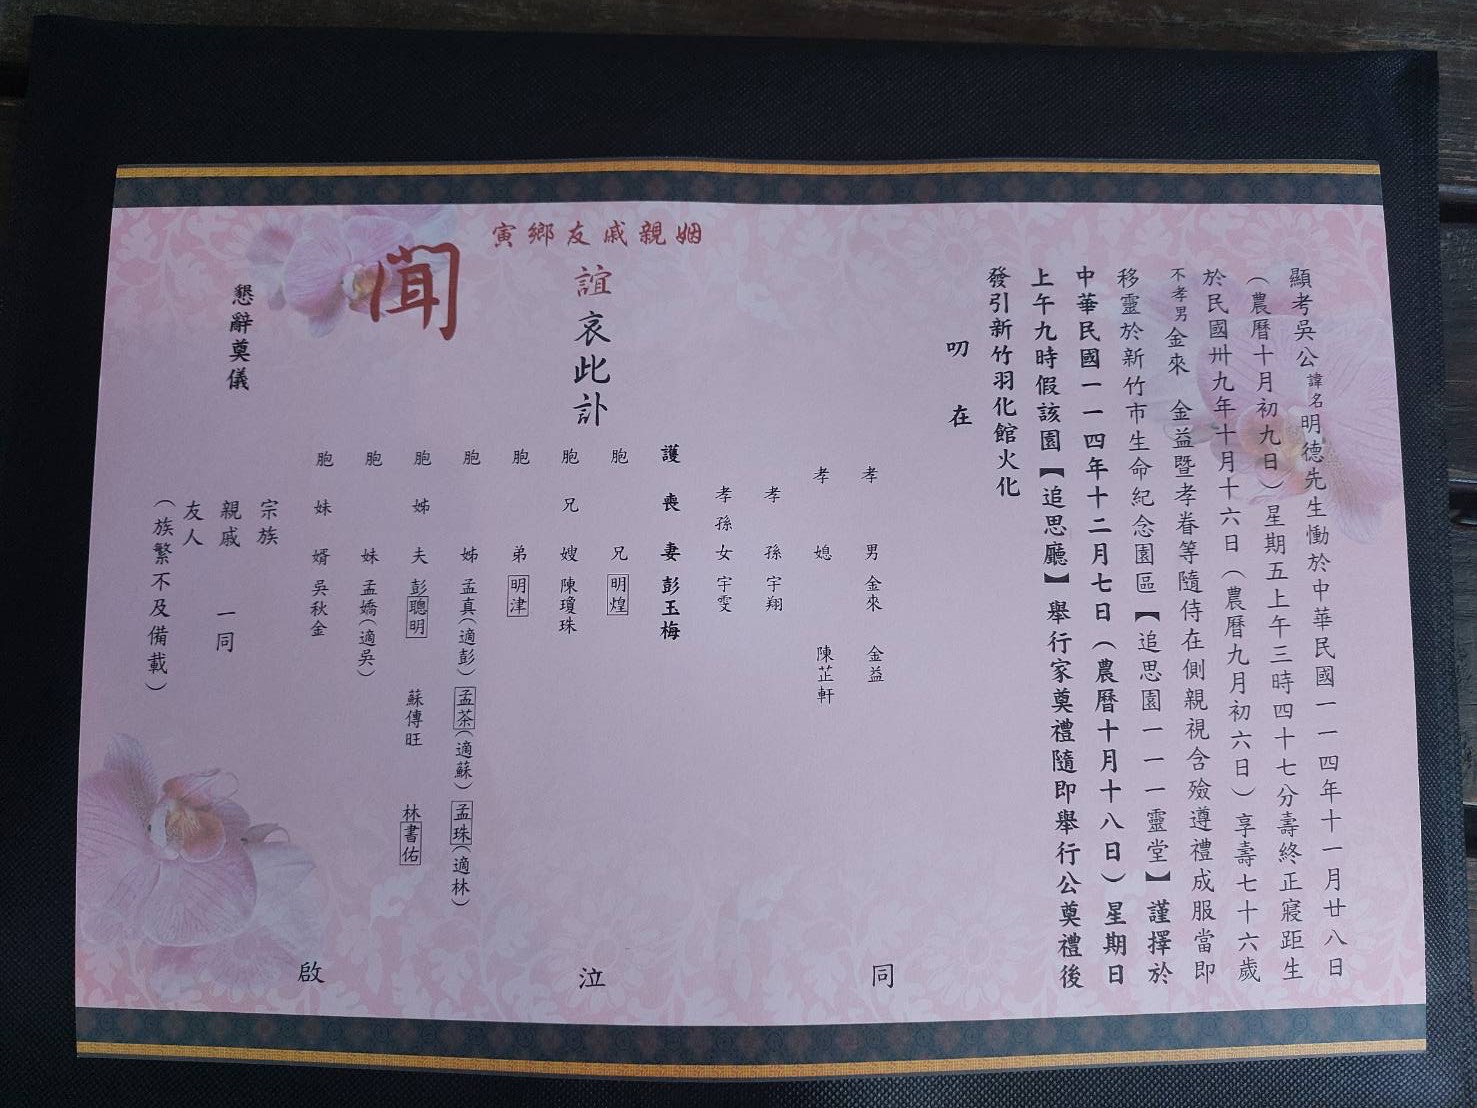 顯考吳公諱名明德先生慟於中華民國一一四年十一月廿八日
（農曆十月初九日）星期五上午三時四十七分壽終正寢距生
於民國卅九年十月十六日（農曆九月初六日）享壽七十六歲
不孝男金來　金益暨孝眷等隨侍在側親視含殮遵禮成服當即
移靈於新竹市生命紀念園區【追思園一一一靈堂】謹擇於
中華民國一一四年十二月七日（農曆十月十八日）星期日
上午九時假該園【追思廳】舉行家奠禮隨即舉行公奠禮後
發引新竹羽化館火化
叨在
孝男　金來　金益
孝媳　陳芷軒
孝孫　宇翔
孝孫女　宇雯
護喪妻　彭玉梅
胞兄　明煌
胞兄嫂　陳瓊珠
胞弟　明津
胞姊　孟真（適彭）孟茶（適蘇）孟珠（適林）
胞姊夫　彭聰明　蘇傳旺　林書佑
胞妹　孟嬌（適吳）
胞妹婿　吳秋金
同泣啟
姻親戚友鄉寅
誼哀此訃
聞
懇辭奠儀
宗族
親戚　一同
友人
（族繁不及備載）